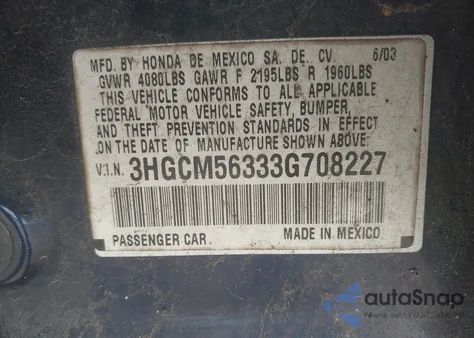 MFD. BY HONDA DE MEXICO SA. DE. CV. 6/03
GVWR 4080LBS GAWR F 2195LBS R 1960LBS
THIS VEHICLE CONFORMS TO ALL APPLICABLE
FEDERAL MOTOR VEHICLE SAFETY, BUMPER,
AND THEFT PREVENTION STANDARDS IN EFFECT
ON THE DATE OF MANUFACTURE SHOWN ABOVE.
V.I.N. 3HGCM56333G708227
PASSENGER CAR. MADE IN MEXICO
autoSnap